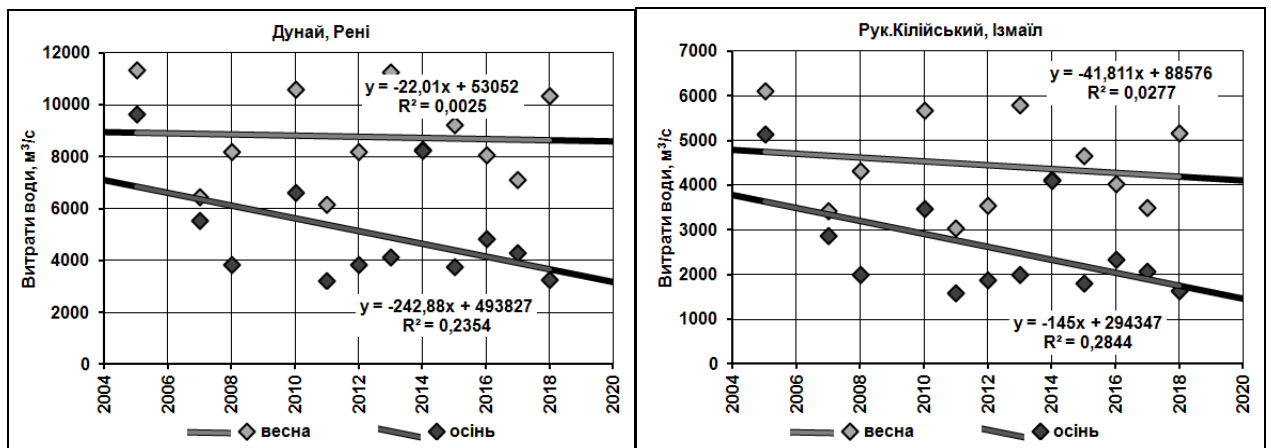 Дунай, Рені
Витрати води, м³/с
12000
10000
8000
6000
4000
2000
0
y = -22,01x + 53052
R² = 0,0025
y = -242,88x + 493827
R² = 0,2354
2004
2006
2008
2010
2012
2014
2016
2018
2020
весна
осінь
Рук.Кілійський, Ізмаїл
Витрати води, м³/с
7000
6000
5000
4000
3000
2000
1000
0
y = -41,811x + 88576
R² = 0,0277
y = -145x + 294347
R² = 0,2844
2004
2006
2008
2010
2012
2014
2016
2018
2020
весна
осінь